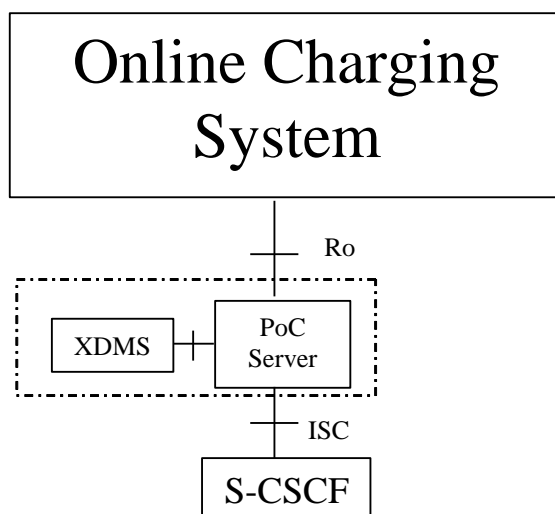 Online Charging
System
Ro
XDMS
PoC
Server
ISC
S-CSCF